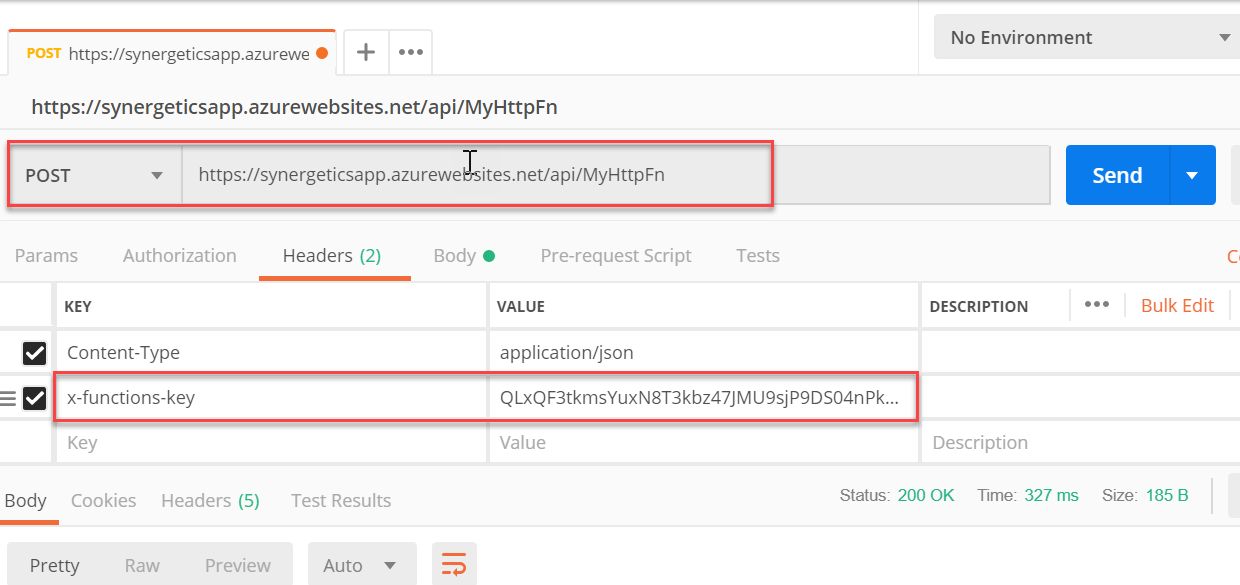 POST https://synergeticsapp.azurewe
No Environment
https://synergeticsapp.azurewebsites.net/api/MyHttpFn
POST https://synergeticsapp.azurewebsites.net/api/MyHttpFn Send
Params Authorization Headers (2) Body Pre-request Script Tests
KEY VALUE DESCRIPTION Bulk Edit
Content-Type application/json
x-functions-key QLxQF3tkmsYuxN8T3kbz47JMU9sjP9DS04nPk...
Key Value Description
Body Cookies Headers (5) Test Results Status: 200 OK Time: 327 ms Size: 185 B
Pretty Raw Preview Auto